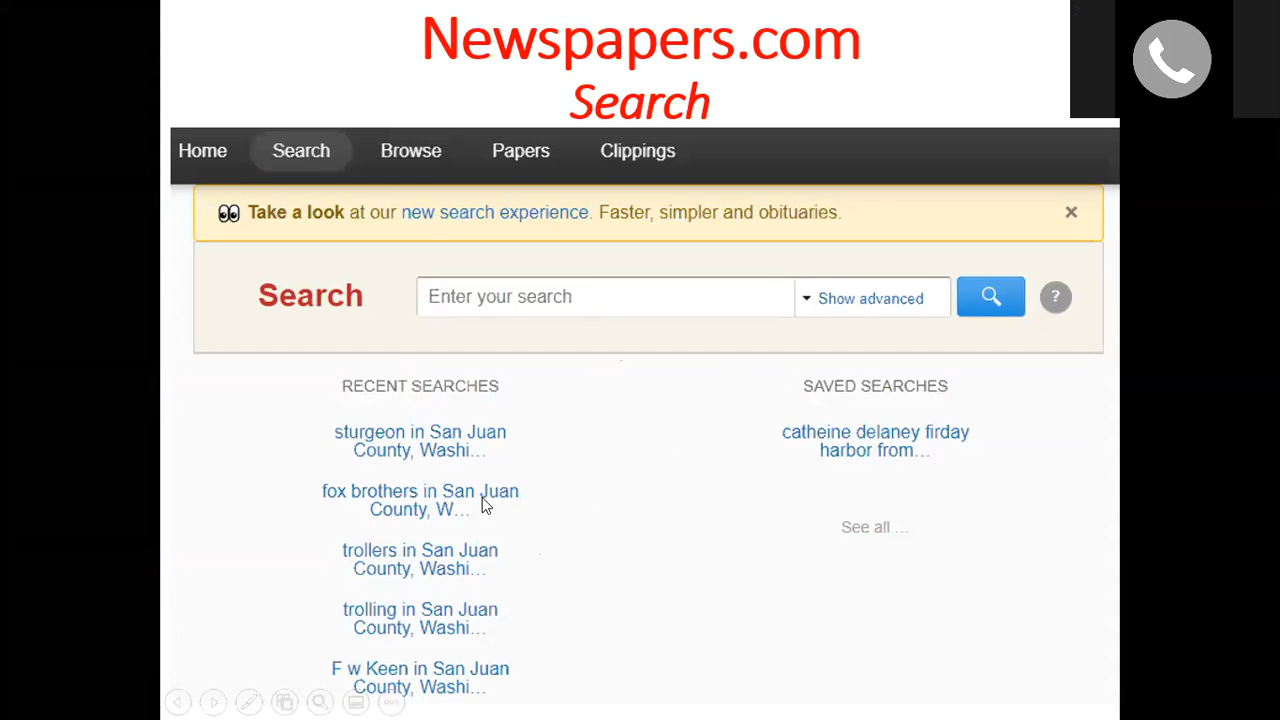 Newspapers.com
Search
Home Search Browse Papers Clippings
Take a look at our new search experience. Faster, simpler and obituaries. ×
Search Enter your search Show advanced ?
RECENT SEARCHES
sturgeon in San Juan
County, Washi...
fox brothers in San Juan
County, W...
trollers in San Juan
County, Washi...
trolling in San Juan
County, Washi...
F w Keen in San Juan
County, Washi...
SAVED SEARCHES
catheine delaney firday
harbor from...
See all ...